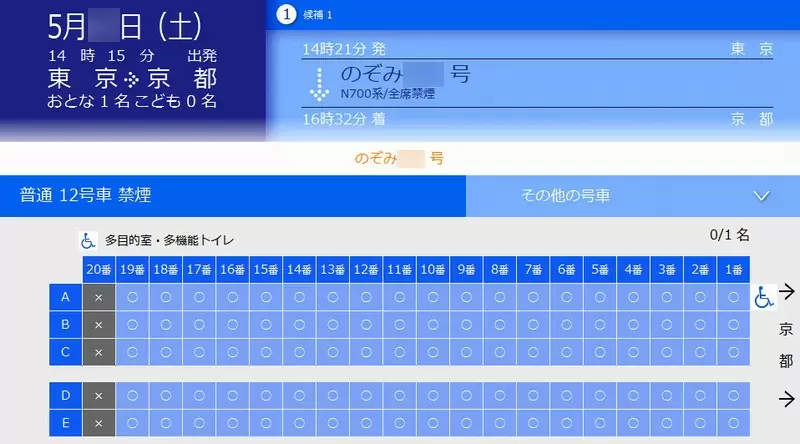 5月 日（土）
14 時 15 分 出発
東 京 京 都
おとな1名 こども0名
1 候補1
14時21分 発 東 京
のぞみ 号
N700系/全席禁煙
16時32分 着 京 都
のぞみ 号
普通 12号車 禁煙 その他の号車
多目的室・多機能トイレ 0/1 名
20番 19番 18番 17番 16番 15番 14番 13番 12番 11番 10番 9番 8番 7番 6番 5番 4番 3番 2番 1番
A × ○ ○ ○ ○ ○ ○ ○ ○ ○ ○ ○ ○ ○ ○ ○ ○ ○ ○ ○ →
B × ○ ○ ○ ○ ○ ○ ○ ○ ○ ○ ○ ○ ○ ○ ○ ○ ○ ○ ○ 京
C × ○ ○ ○ ○ ○ ○ ○ ○ ○ ○ ○ ○ ○ ○ ○ ○ ○ ○ ○ 都
D × ○ ○ ○ ○ ○ ○ ○ ○ ○ ○ ○ ○ ○ ○ ○ ○ ○ ○ ○ →
E × ○ ○ ○ ○ ○ ○ ○ ○ ○ ○ ○ ○ ○ ○ ○ ○ ○ ○ ○